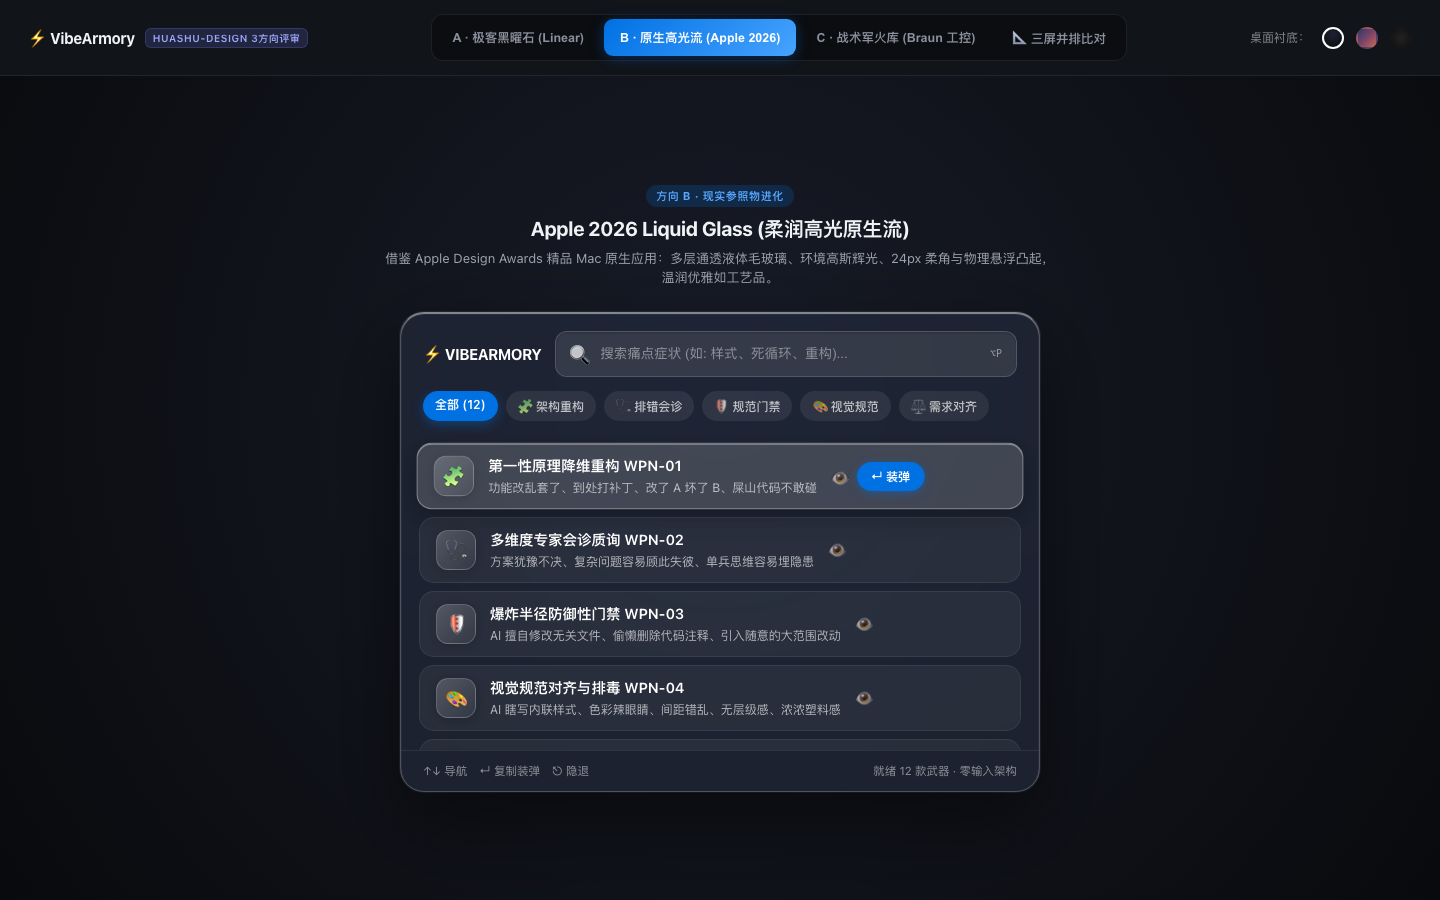 ⚡ VibeArmory
HUASHU-DESIGN 3方向评审
A · 极客黑曜石 (Linear)
B · 原生高光流 (Apple 2026)
C · 战术军火库 (Braun 工控)
📐 三屏并排比对
桌面衬底：
方向 B · 现实参照物进化
Apple 2026 Liquid Glass (柔润高光原生流)
借鉴 Apple Design Awards 精品 Mac 原生应用：多层通透液体毛玻璃、环境高斯辉光、24px 柔角与物理悬浮凸起，
温润优雅如工艺品。
⚡ VIBEARMORY
🔍 搜索痛点症状 (如: 样式、死循环、重构)...
⌥P
全部 (12)
🧩 架构重构
🩺 排错会诊
🛡️ 规范门禁
🎨 视觉规范
⚖️ 需求对齐
第一性原理降维重构 WPN-01
功能改乱套了、到处打补丁、改了 A 坏了 B、屎山代码不敢碰
↵ 装弹
多维度专家会诊质询 WPN-02
方案犹豫不决、复杂问题容易顾此失彼、单兵思维容易埋隐患
爆炸半径防御性门禁 WPN-03
AI 擅自修改无关文件、偷懒删除代码注释、引入随意的大范围改动
视觉规范对齐与排毒 WPN-04
AI 瞎写内联样式、色彩辣眼睛、间距错乱、无层级感、浓浓塑料感
↑↓ 导航
↵ 复制装弹
⎋ 隐退
就绪 12 款武器 · 零输入架构